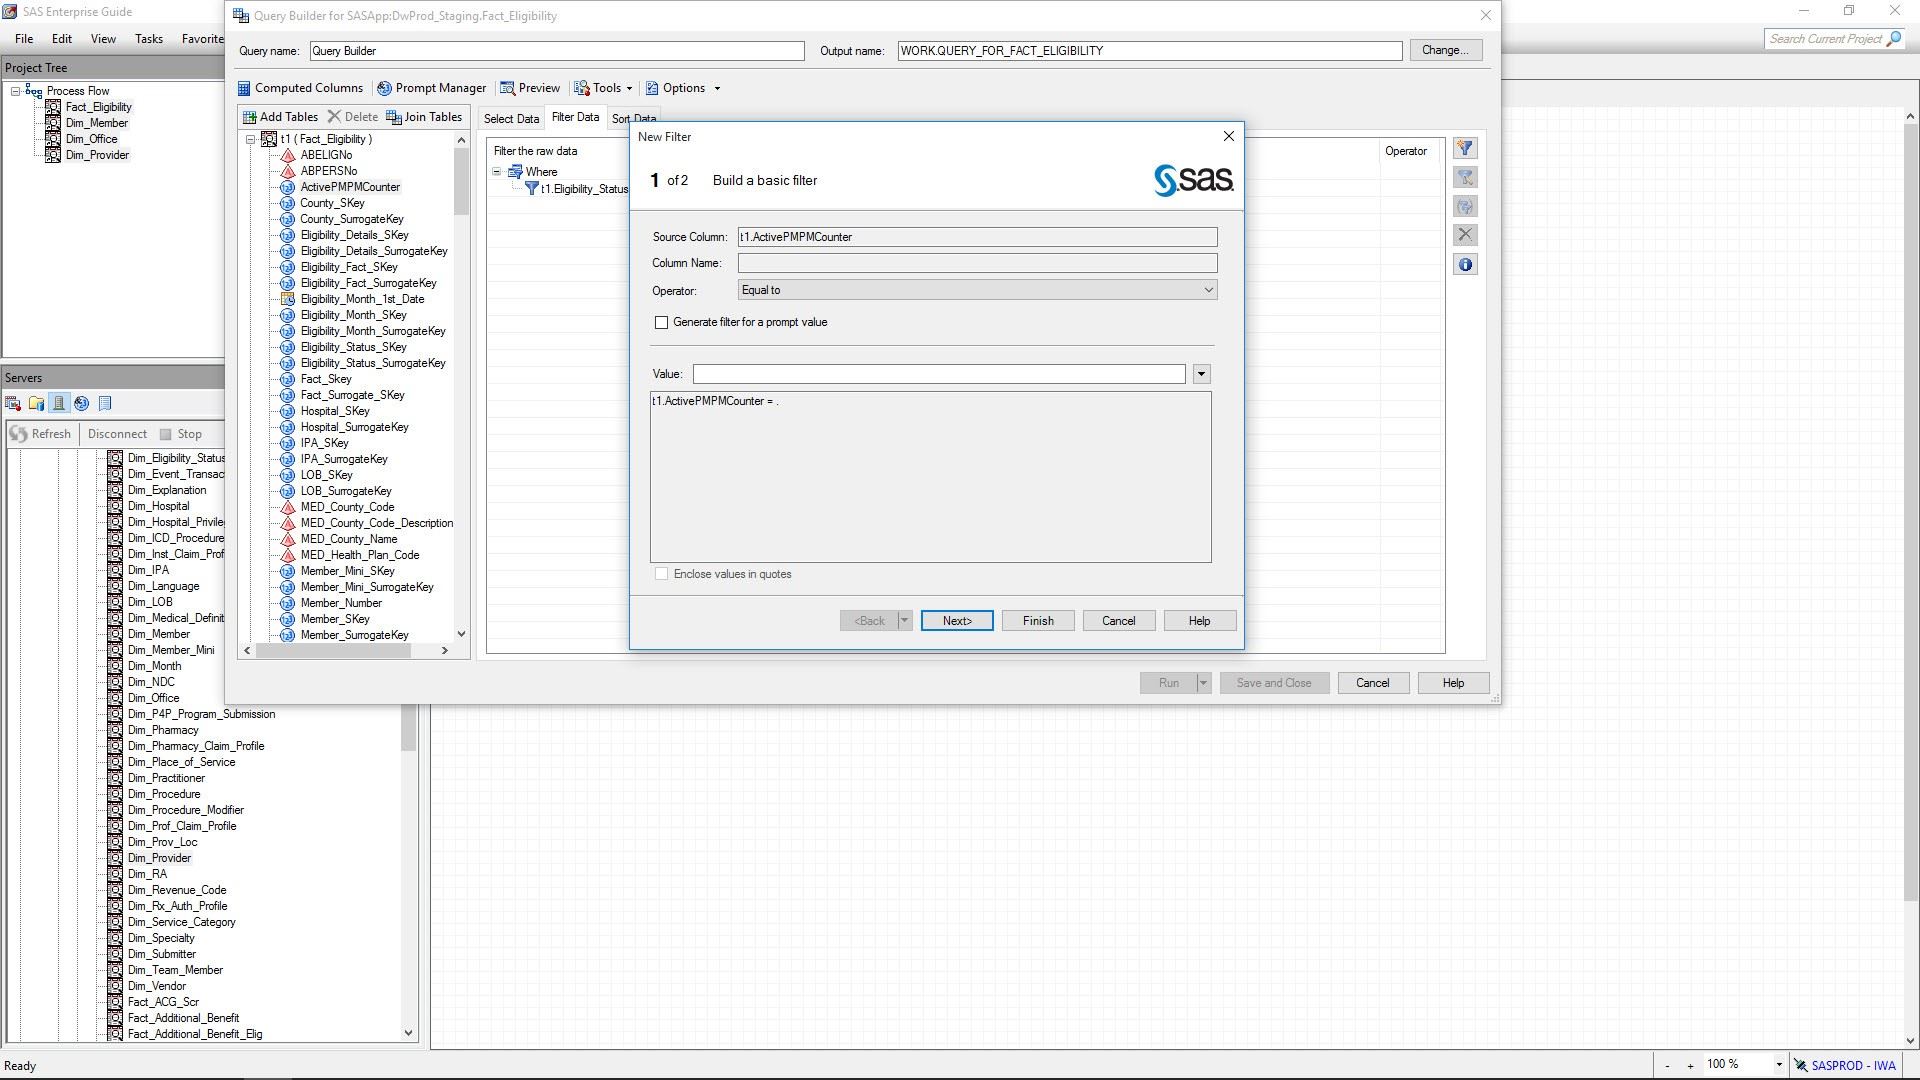 SAS Enterprise Guide
File Edit View Tasks Favorite
Search Current Project
Project Tree
Process Flow
Fact_Eligibility
Dim_Member
Dim_Office
Dim_Provider
Servers
Refresh Disconnect Stop
Dim_Eligibility_Status
Dim_Event_Transac
Dim_Explanation
Dim_Hospital
Dim_Hospital_Privile
Dim_ICD_Procedure
Dim_Inst_Claim_Prof
Dim_IPA
Dim_Language
Dim_LOB
Dim_Medical_Definit
Dim_Member
Dim_Member_Mini
Dim_Month
Dim_NDC
Dim_Office
Dim_P4P_Program_Submission
Dim_Pharmacy
Dim_Pharmacy_Claim_Profile
Dim_Place_of_Service
Dim_Practitioner
Dim_Procedure
Dim_Procedure_Modifier
Dim_Prof_Claim_Profile
Dim_Prov_Loc
Dim_Provider
Dim_RA
Dim_Revenue_Code
Dim_Rx_Auth_Profile
Dim_Service_Category
Dim_Specialty
Dim_Submitter
Dim_Team_Member
Dim_Vendor
Fact_ACG_Scr
Fact_Additional_Benefit
Fact_Additional_Benefit_Elig
Query Builder for SASApp:DwProd_Staging.Fact_Eligibility
Query name: Query Builder Output name: WORK.QUERY_FOR_FACT_ELIGIBILITY Change...
Computed Columns Prompt Manager Preview Tools Options
Add Tables Delete Join Tables
t1 ( Fact_Eligibility )
ABELIGNo
ABPERSNo
ActivePMPMCounter
County_SKey
County_SurrogateKey
Eligibility_Details_SKey
Eligibility_Details_SurrogateKey
Eligibility_Fact_SKey
Eligibility_Fact_SurrogateKey
Eligibility_Month_1st_Date
Eligibility_Month_SKey
Eligibility_Month_SurrogateKey
Eligibility_Status_SKey
Eligibility_Status_SurrogateKey
Fact_Skey
Fact_Surrogate_SKey
Hospital_SKey
Hospital_SurrogateKey
IPA_SKey
IPA_SurrogateKey
LOB_SKey
LOB_SurrogateKey
MED_County_Code
MED_County_Code_Description
MED_County_Name
MED_Health_Plan_Code
Member_Mini_SKey
Member_Mini_SurrogateKey
Member_Number
Member_SKey
Member_SurrogateKey
Select Data Filter Data Sort Data
Filter the raw data
Operator
Where
t1.Eligibility_Status
New Filter
1 of 2 Build a basic filter
sas
Source Column: t1.ActivePMPMCounter
Column Name:
Operator: Equal to
Generate filter for a prompt value
Value:
t1.ActivePMPMCounter = .
Enclose values in quotes
<Back Next> Finish Cancel Help
Run Save and Close Cancel Help
Ready
- + 100 % SASPROD - IWA